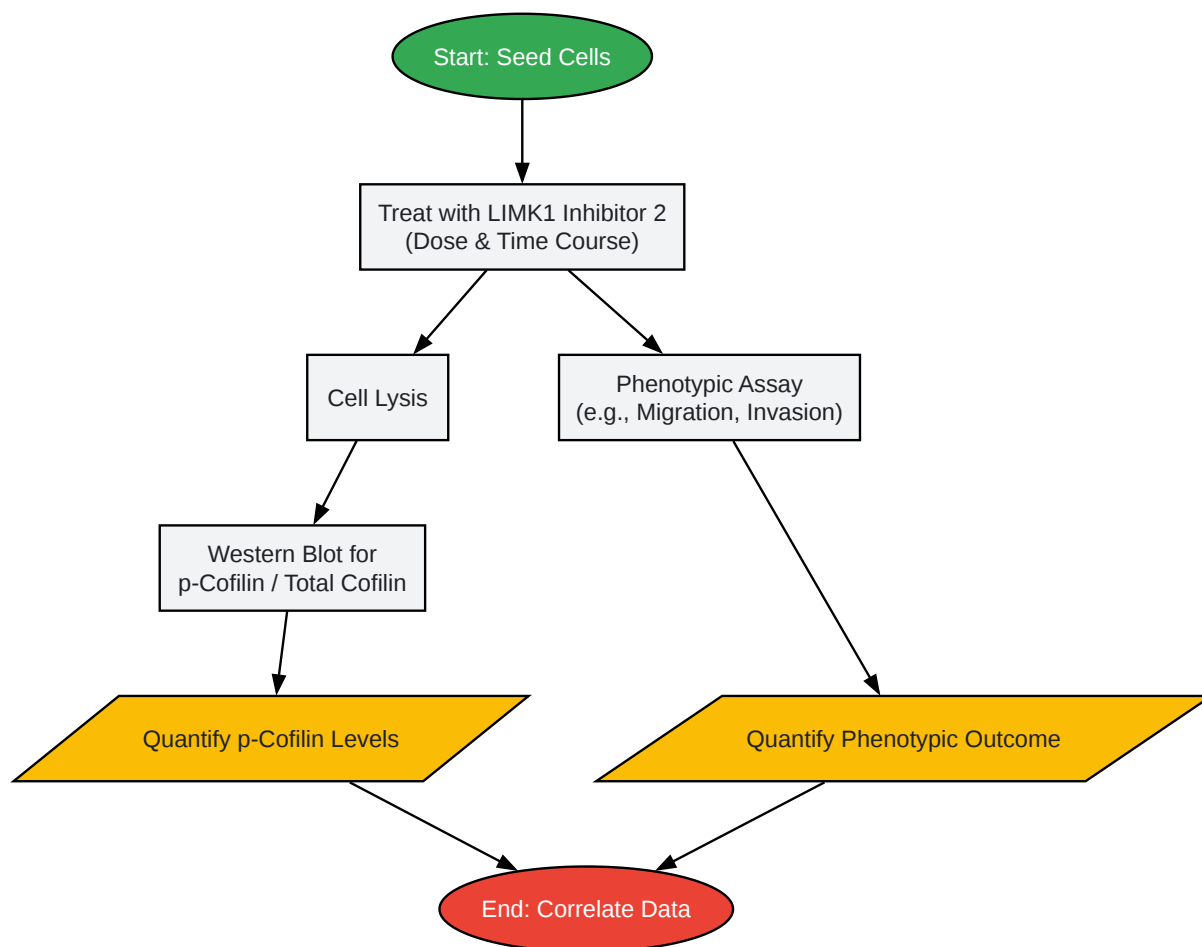 Start: Seed Cells
Treat with LIMK1 Inhibitor 2
(Dose & Time Course)
Cell Lysis
Phenotypic Assay
(e.g., Migration, Invasion)
Western Blot for
p-Cofilin / Total Cofilin
Quantify p-Cofilin Levels
Quantify Phenotypic Outcome
End: Correlate Data